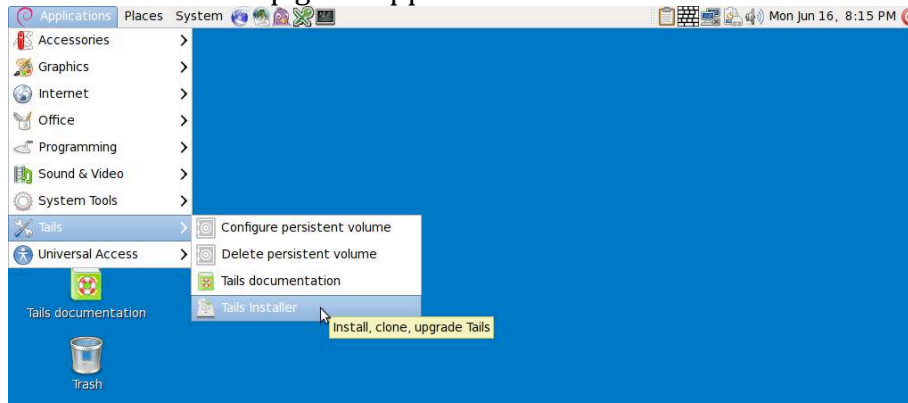 Applications Places System Mon Jun 16, 8:15 PM
Accessories
Graphics
Internet
Office
Programming
Sound & Video
System Tools
Tails
Configure persistent volume
Universal Access
Delete persistent volume
Tails documentation
Tails Installer
Install, clone, upgrade Tails
Tails documentation
Trash